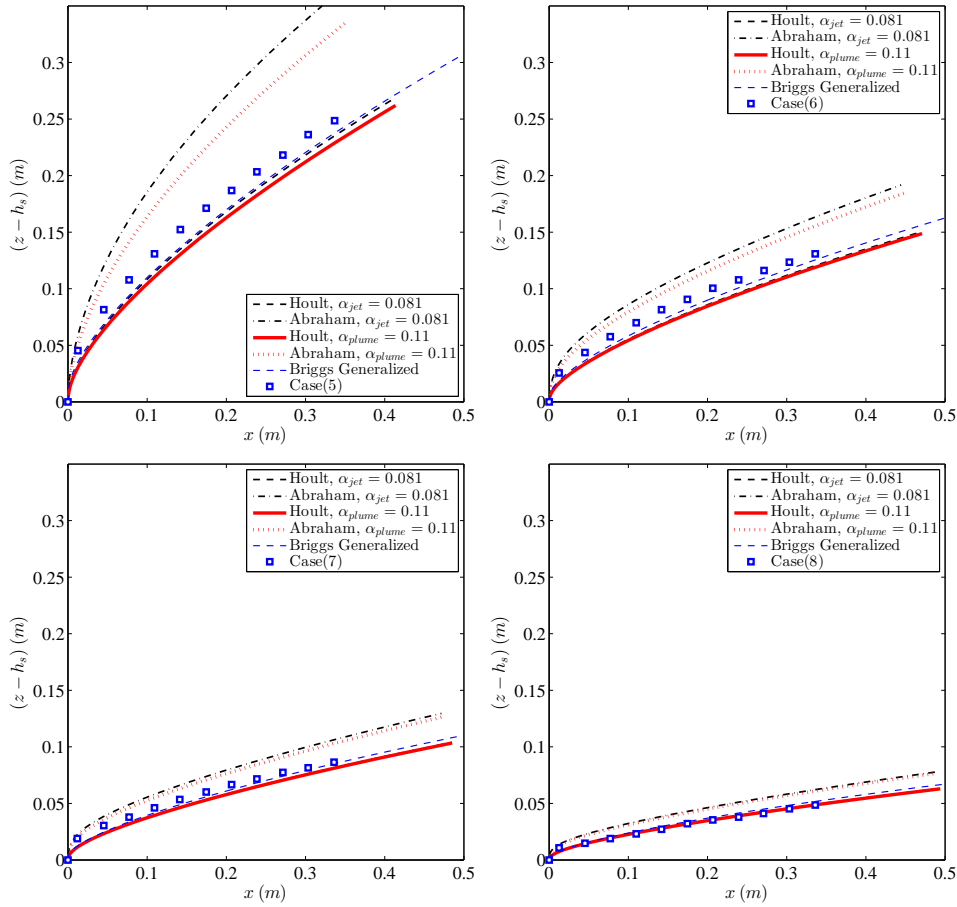 0.3
0.25
0.2
0.15
0.1
0.05
0
(z − h_s) (m)
Hoult, α_jet = 0.081
Abraham, α_jet = 0.081
Hoult, α_plume = 0.11
Abraham, α_plume = 0.11
Briggs Generalized
Case(5)
0 0.1 0.2 0.3 0.4 0.5
x (m)
Hoult, α_jet = 0.081
Abraham, α_jet = 0.081
Hoult, α_plume = 0.11
Abraham, α_plume = 0.11
Briggs Generalized
Case(6)
0.3
0.25
0.2
0.15
0.1
0.05
0
(z − h_s) (m)
0 0.1 0.2 0.3 0.4 0.5
x (m)
Hoult, α_jet = 0.081
Abraham, α_jet = 0.081
Hoult, α_plume = 0.11
Abraham, α_plume = 0.11
Briggs Generalized
Case(7)
0.3
0.25
0.2
0.15
0.1
0.05
0
(z − h_s) (m)
0 0.1 0.2 0.3 0.4 0.5
x (m)
Hoult, α_jet = 0.081
Abraham, α_jet = 0.081
Hoult, α_plume = 0.11
Abraham, α_plume = 0.11
Briggs Generalized
Case(8)
0.3
0.25
0.2
0.15
0.1
0.05
0
(z − h_s) (m)
0 0.1 0.2 0.3 0.4 0.5
x (m)